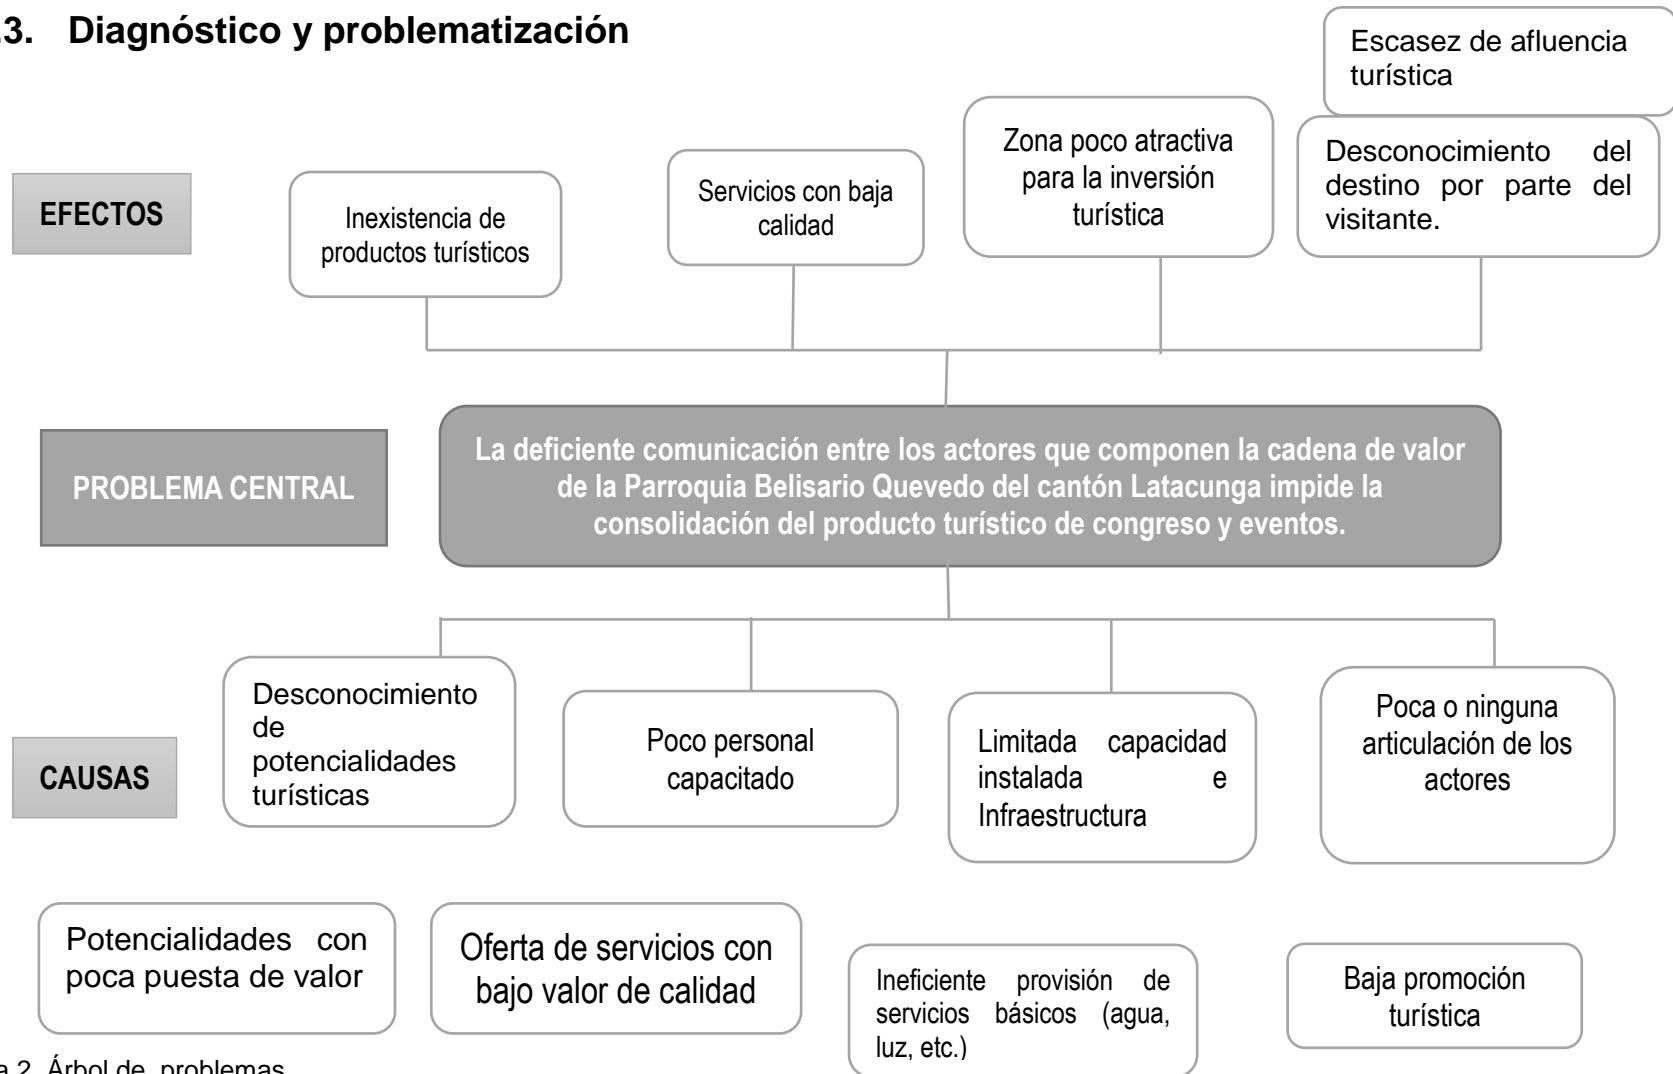 .3. Diagnóstico y problematización
Escasez de afluencia
turística
EFECTOS
Inexistencia de
productos turísticos
Servicios con baja
calidad
Zona poco atractiva
para la inversión
turística
Desconocimiento del
destino por parte del
visitante.
PROBLEMA CENTRAL
La deficiente comunicación entre los actores que componen la cadena de valor
de la Parroquia Belisario Quevedo del cantón Latacunga impide la
consolidación del producto turístico de congreso y eventos.
CAUSAS
Desconocimiento
de
potencialidades
turísticas
Poco personal
capacitado
Limitada capacidad
instalada e
Infraestructura
Poca o ninguna
articulación de los
actores
Potencialidades con
poca puesta de valor
Oferta de servicios con
bajo valor de calidad
Ineficiente provisión de
servicios básicos (agua,
luz, etc.)
Baja promoción
turística
a 2. Árbol de problemas